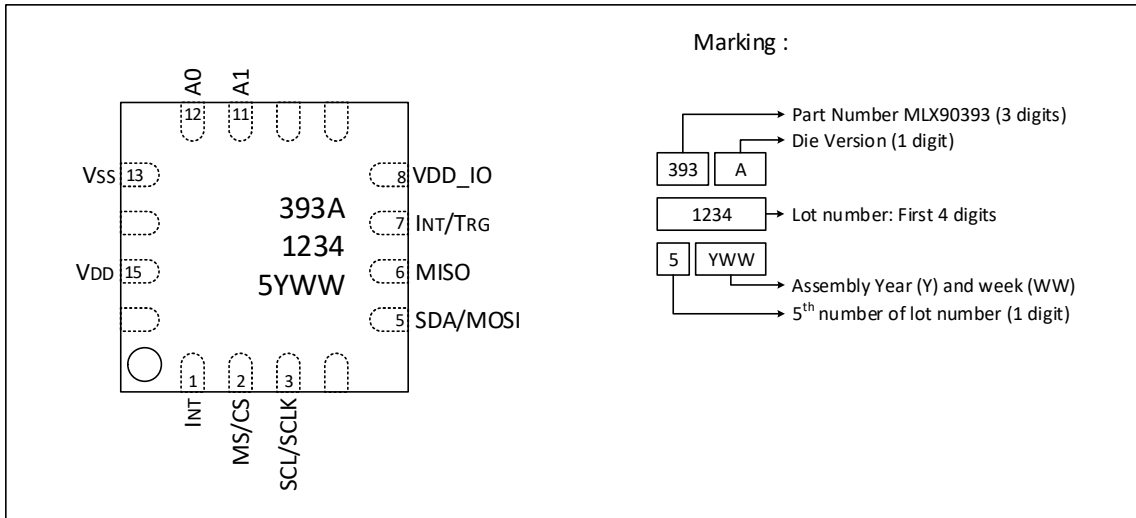 Marking :
A0
A1
12
11
VSS
13
8
VDD_IO
7
INT/TRG
VDD
15
6
MISO
5
SDA/MOSI
393A
1234
5YWW
1
2
3
INT
MS/CS
SCL/SCLK
Part Number MLX90393 (3 digits)
Die Version (1 digit)
393
A
1234
Lot number: First 4 digits
5
YWW
Assembly Year (Y) and week (WW)
5th number of lot number (1 digit)